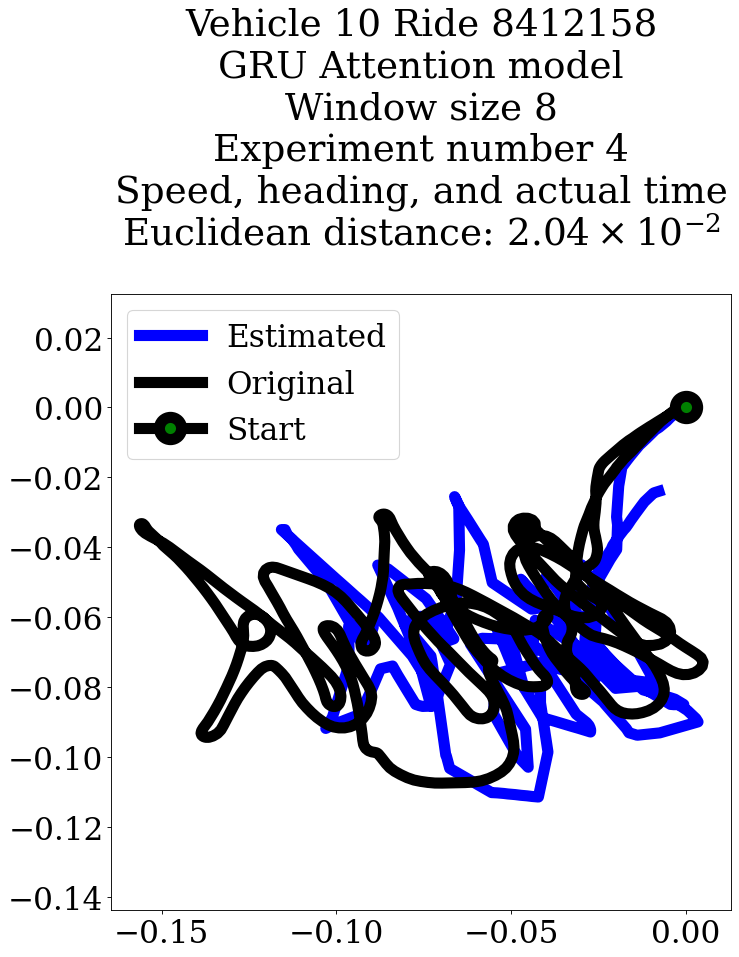 Vehicle 10 Ride 8412158
GRU Attention model
Window size 8
Experiment number 4
Speed, heading, and actual time
Euclidean distance: 2.04 × 10⁻²
Estimated
Original
Start
0.02
0.00
−0.02
−0.04
−0.06
−0.08
−0.10
−0.12
−0.14
−0.15
−0.10
−0.05
0.00